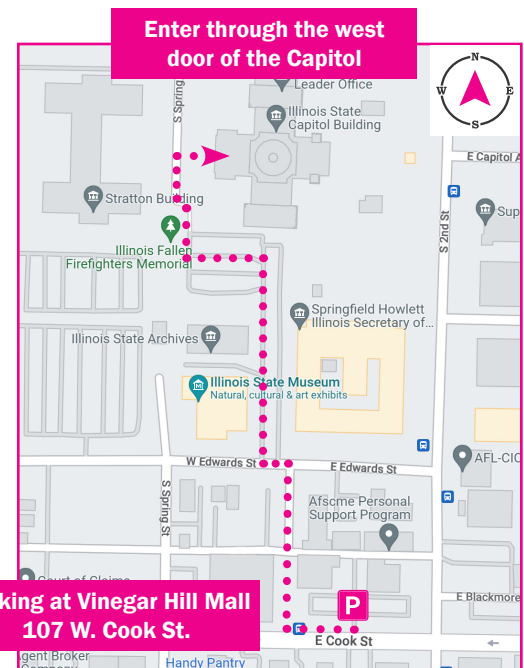 Enter through the west
door of the Capitol
N
W
E
S
Leader Office
S Spring
Illinois State
Capitol Building
E Capitol A
Stratton Building
Sup
S 2nd St
Illinois Fallen
Firefighters Memorial
Springfield Howlett
Illinois Secretary of...
Illinois State Archives
Illinois State Museum
Natural, cultural & art exhibits
W Edwards St
E Edwards St
AFL-CIO
S Spring St
Afscme Personal
Support Program
Court of Claims
king at Vinegar Hill Mall
107 W. Cook St.
P
E Blackmore
E Cook St
gent Broker
Company
Handy Pantry